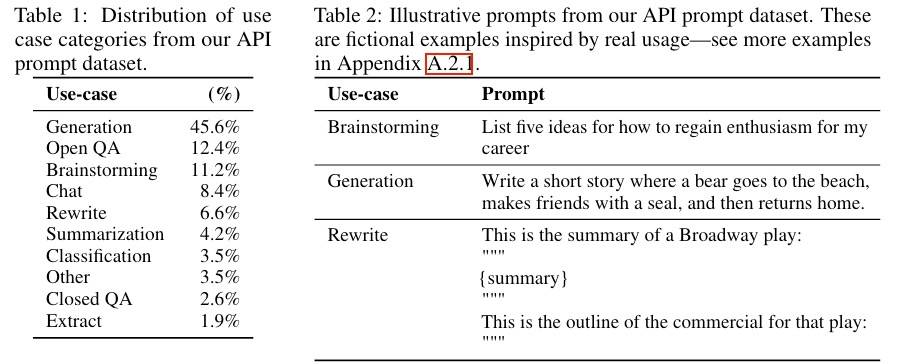 Table 1: Distribution of use
case categories from our API
prompt dataset.
Use-case (%)
Generation 45.6%
Open QA 12.4%
Brainstorming 11.2%
Chat 8.4%
Rewrite 6.6%
Summarization 4.2%
Classification 3.5%
Other 3.5%
Closed QA 2.6%
Extract 1.9%
Table 2: Illustrative prompts from our API prompt dataset. These
are fictional examples inspired by real usage—see more examples
in Appendix A.2.1.
Use-case Prompt
Brainstorming List five ideas for how to regain enthusiasm for my
career
Generation Write a short story where a bear goes to the beach,
makes friends with a seal, and then returns home.
Rewrite This is the summary of a Broadway play:
"""
{summary}
"""
This is the outline of the commercial for that play:
"""